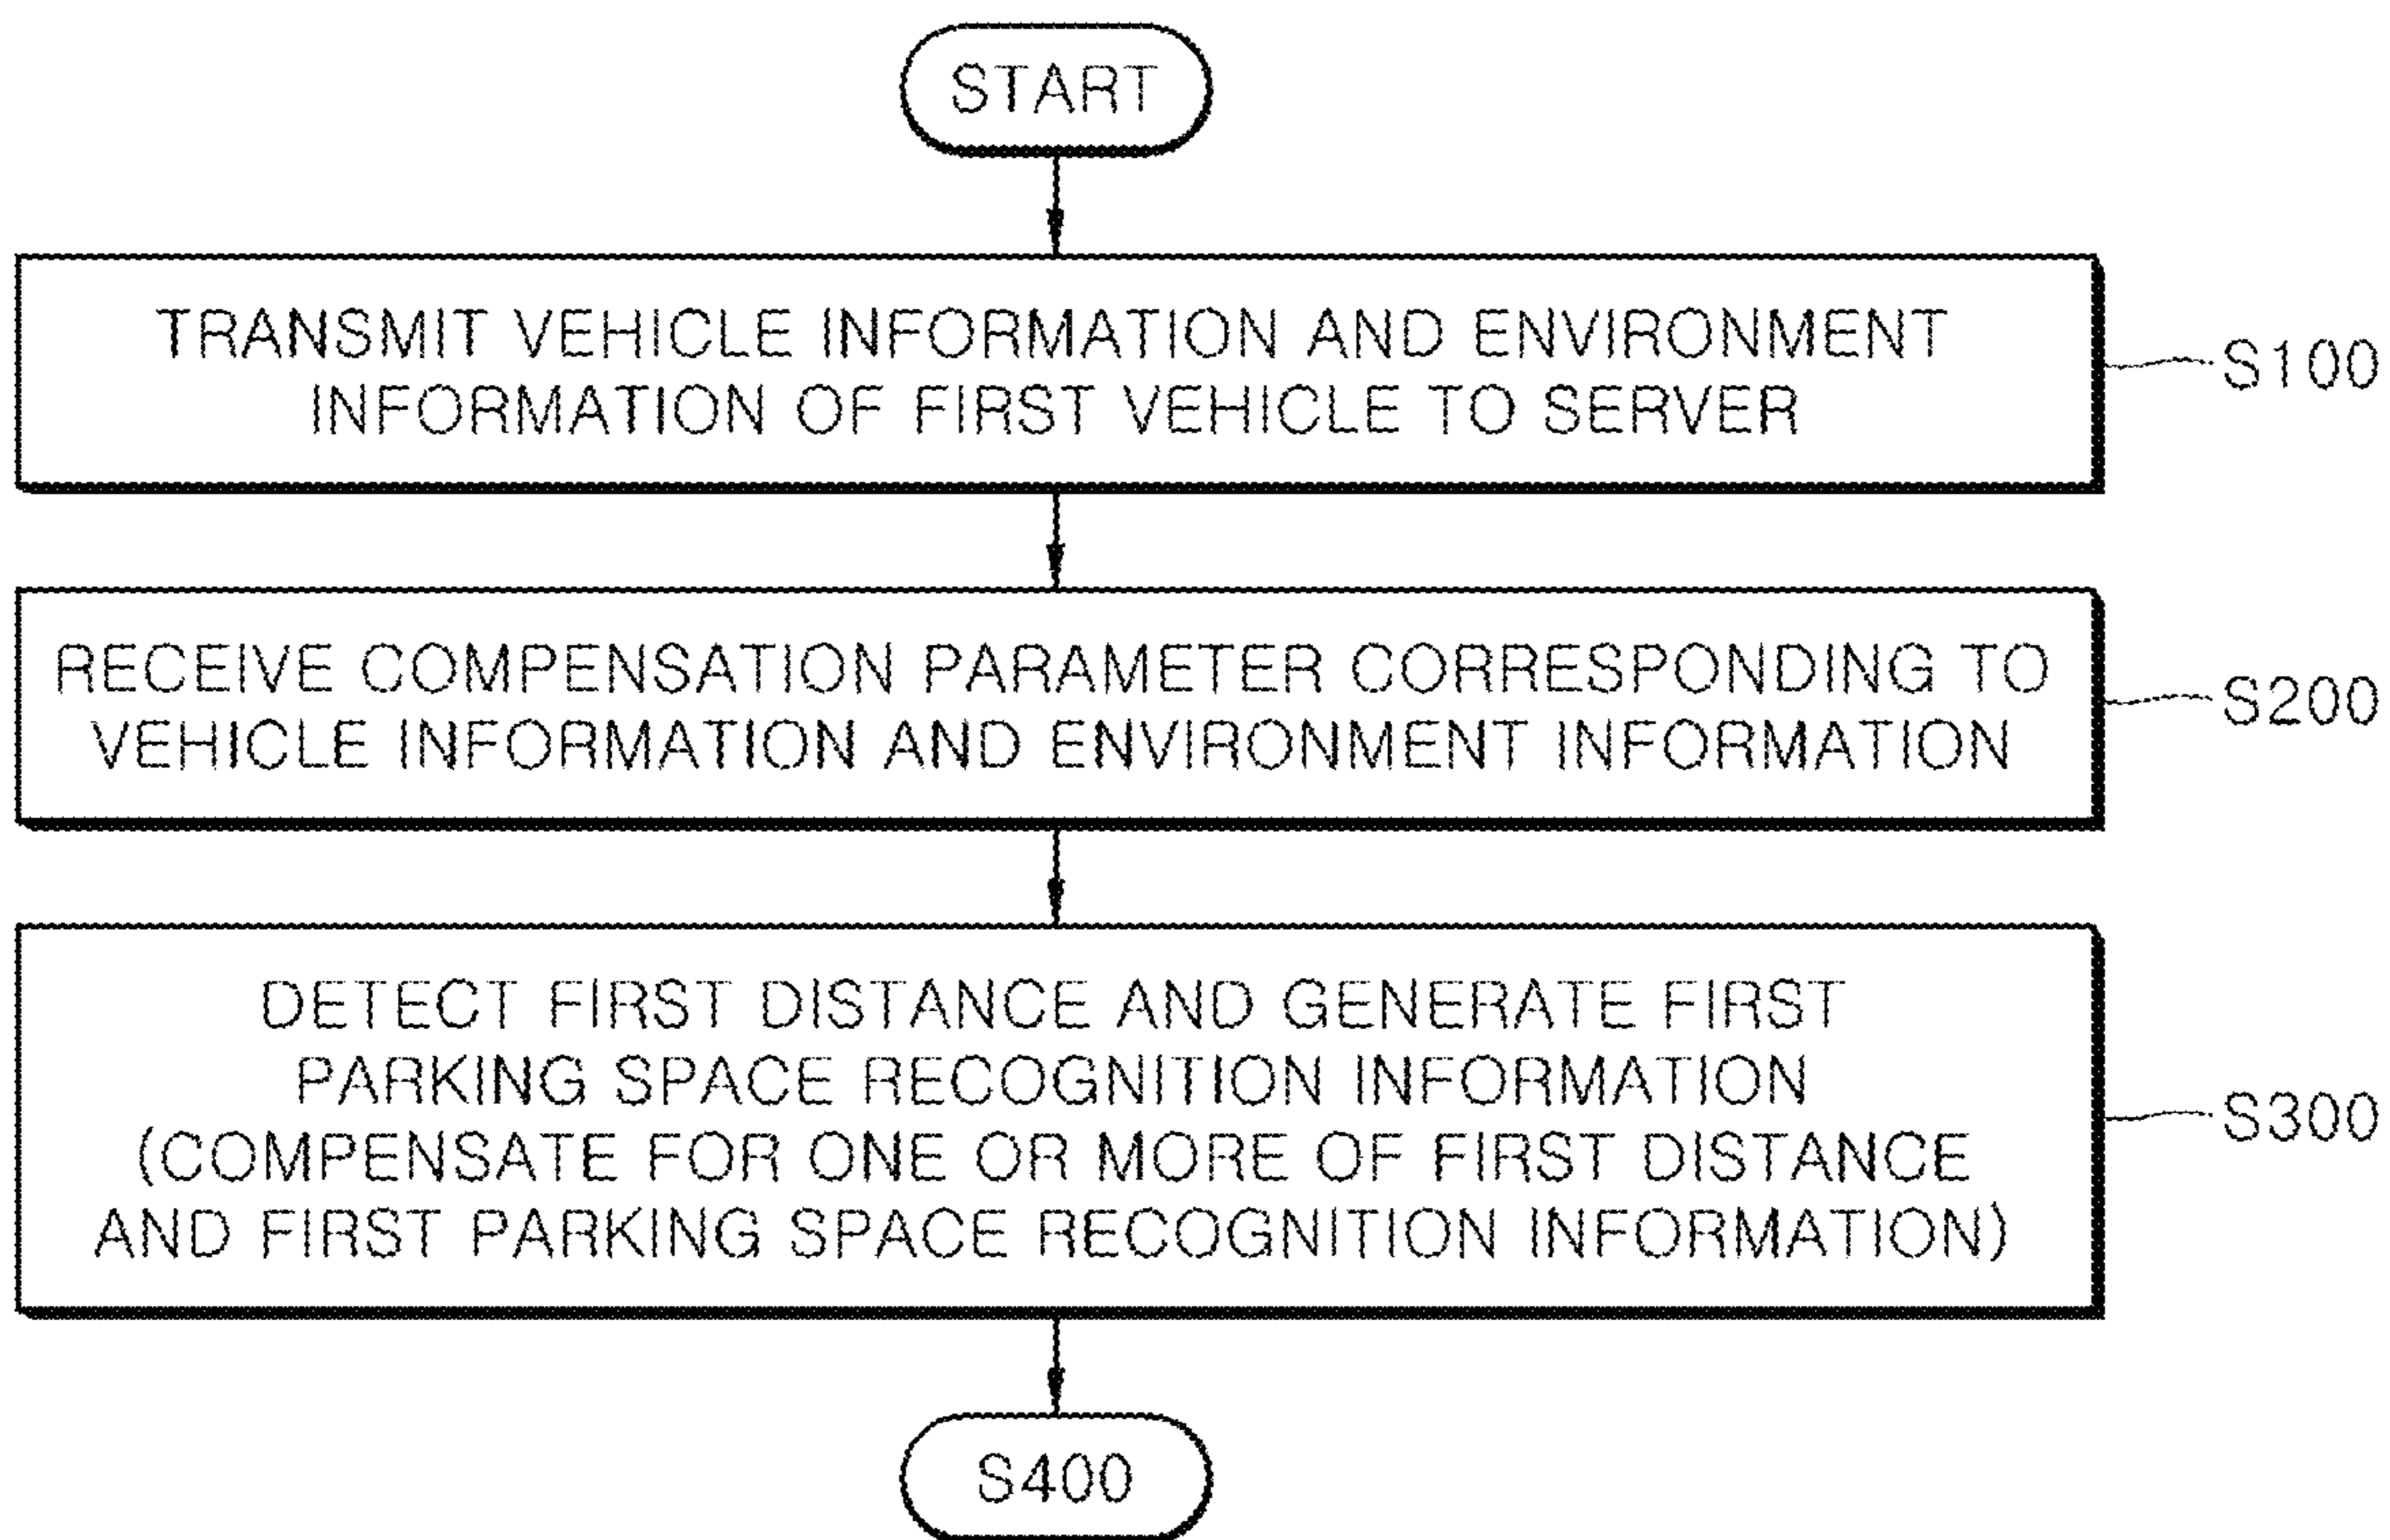 START
TRANSMIT VEHICLE INFORMATION AND ENVIRONMENT
INFORMATION OF FIRST VEHICLE TO SERVER
S100
RECEIVE COMPENSATION PARAMETER CORRESPONDING TO
VEHICLE INFORMATION AND ENVIRONMENT INFORMATION
S200
DETECT FIRST DISTANCE AND GENERATE FIRST
PARKING SPACE RECOGNITION INFORMATION
(COMPENSATE FOR ONE OR MORE OF FIRST DISTANCE
AND FIRST PARKING SPACE RECOGNITION INFORMATION)
S300
S400